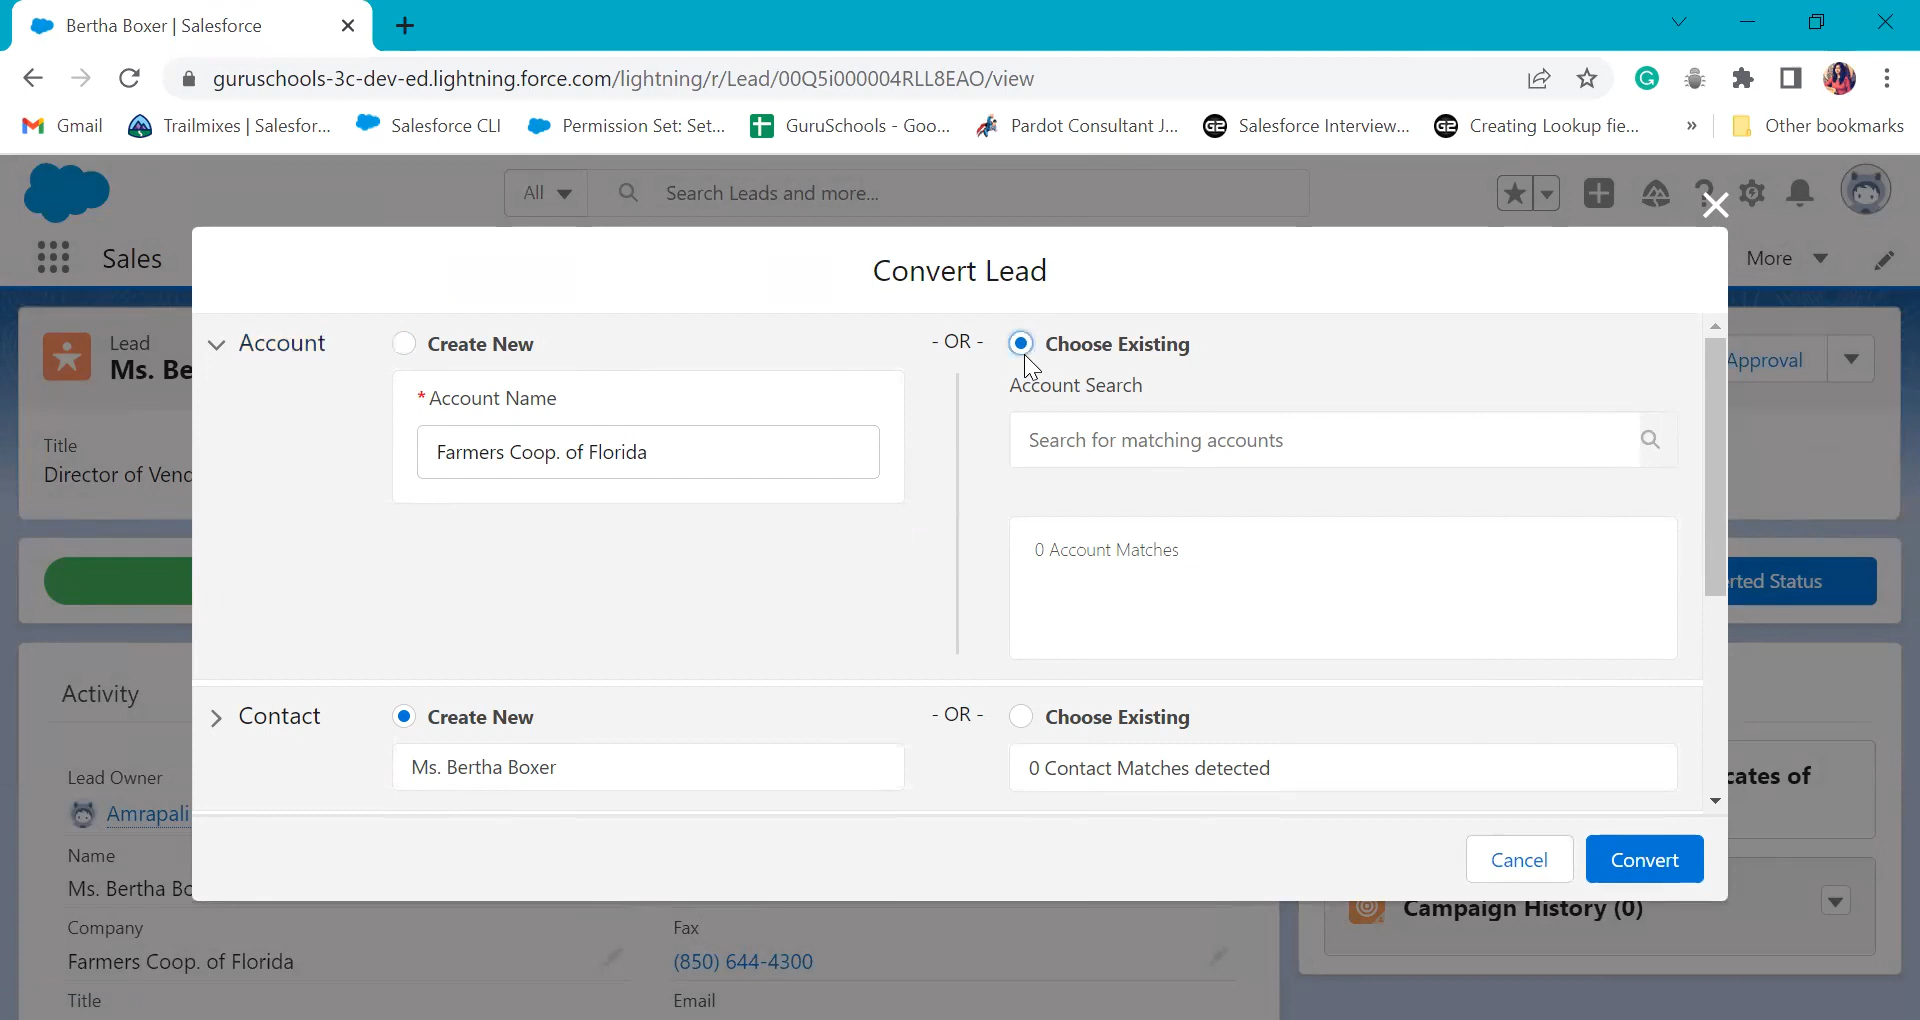 Bertha Boxer | Salesforce
guruschools-3c-dev-ed.lightning.force.com/lightning/r/Lead/00Q5i000004RLL8EAO/view
Gmail Trailmixes | Salesfor... Salesforce CLI Permission Set: Set... GuruSchools - Goo... Pardot Consultant J... Salesforce Interview... Creating Lookup fie... » Other bookmarks
All Search Leads and more...
Sales More
Convert Lead
Lead
Ms. Be
Approval
Account Create New - OR - Choose Existing
Account Search
* Account Name
Farmers Coop. of Florida
Search for matching accounts
Title
Director of Vend
0 Account Matches
rted Status
Activity
Contact Create New - OR - Choose Existing
Ms. Bertha Boxer 0 Contact Matches detected
Lead Owner
Amrapali
cates of
Name
Ms. Bertha Bo
Cancel Convert
Campaign History (0)
Company Fax
Farmers Coop. of Florida (850) 644-4300
Title Email